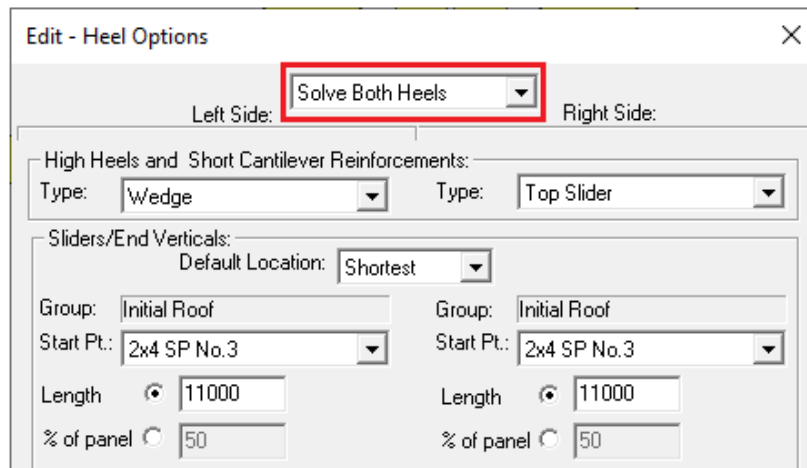 Edit - Heel Options
Solve Both Heels
Left Side: Right Side:
High Heels and Short Cantilever Reinforcements:
Type: Wedge Type: Top Slider
Sliders/End Verticals:
Default Location: Shortest
Group: Initial Roof Group: Initial Roof
Start Pt.: 2x4 SP No.3 Start Pt.: 2x4 SP No.3
Length 11000 Length 11000
% of panel 50 % of panel 50